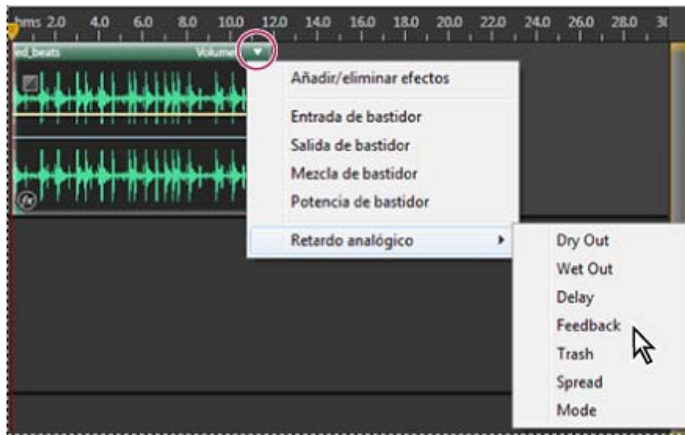 hms 2.0 4.0 6.0 8.0 10.0 12.0 14.0 16.0 18.0 20.0 22.0 24.0 26.0 28.0 30
ed_beats Volumen
Añadir/eliminar efectos
Entrada de bastidor
Salida de bastidor
Mezcla de bastidor
Potencia de bastidor
Retardo analógico
Dry Out
Wet Out
Delay
Feedback
Trash
Spread
Mode
fx